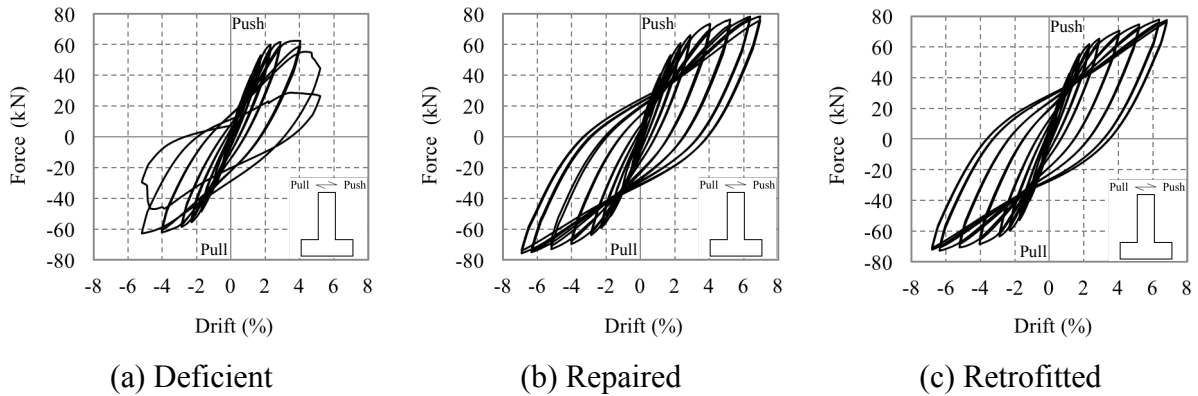 80
60
40
20
0
-20
-40
-60
-80
Force (kN)
Push
Pull
Pull Push
-8 -6 -4 -2 0 2 4 6 8
Drift (%)
(a) Deficient
80
60
40
20
0
-20
-40
-60
-80
Force (kN)
Push
Pull
Pull Push
-8 -6 -4 -2 0 2 4 6 8
Drift (%)
(b) Repaired
80
60
40
20
0
-20
-40
-60
-80
Force (kN)
Push
Pull
Pull Push
-8 -6 -4 -2 0 2 4 6 8
Drift (%)
(c) Retrofitted